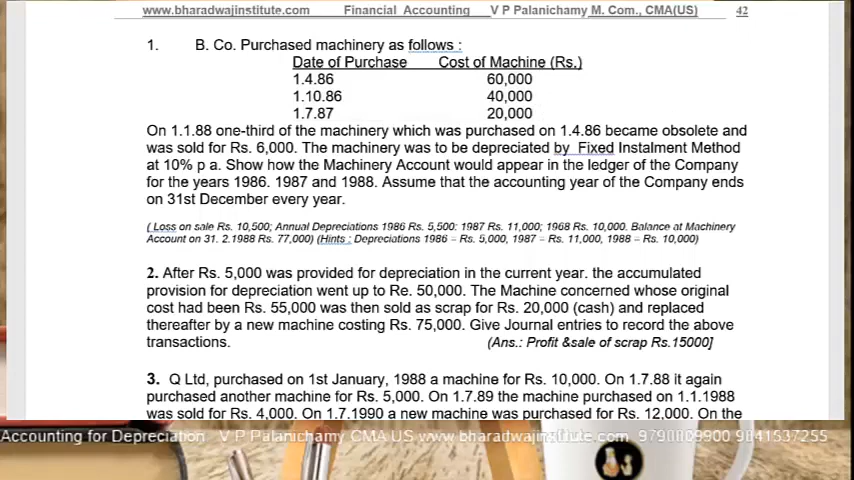 www.bharadwajinstitute.com Financial Accounting V P Palanichamy M. Com., CMA(US) 42
1. B. Co. Purchased machinery as follows :
Date of Purchase Cost of Machine (Rs.)
1.4.86 60,000
1.10.86 40,000
1.7.87 20,000
On 1.1.88 one-third of the machinery which was purchased on 1.4.86 became obsolete and
was sold for Rs. 6,000. The machinery was to be depreciated by Fixed Instalment Method
at 10% p a. Show how the Machinery Account would appear in the ledger of the Company
for the years 1986. 1987 and 1988. Assume that the accounting year of the Company ends
on 31st December every year.
( Loss on sale Rs. 10,500; Annual Depreciations 1986 Rs. 5,500: 1987 Rs. 11,000; 1968 Rs. 10,000. Balance at Machinery
Account on 31. 2.1988 Rs. 77,000) (Hints : Depreciations 1986 = Rs. 5,000, 1987 = Rs. 11,000, 1988 = Rs. 10,000)
2. After Rs. 5,000 was provided for depreciation in the current year. the accumulated
provision for depreciation went up to Re. 50,000. The Machine concerned whose original
cost had been Rs. 55,000 was then sold as scrap for Rs. 20,000 (cash) and replaced
thereafter by a new machine costing Rs. 75,000. Give Journal entries to record the above
transactions. (Ans.: Profit &sale of scrap Rs.15000]
3. Q Ltd, purchased on 1st January, 1988 a machine for Rs. 10,000. On 1.7.88 it again
purchased another machine for Rs. 5,000. On 1.7.89 the machine purchased on 1.1.1988
was sold for Rs. 4,000. On 1.7.1990 a new machine was purchased for Rs. 12,000. On the
Accounting for Depreciation V P Palanichamy CMA US www.bharadwajinstitute.com 9790009900 9841537255